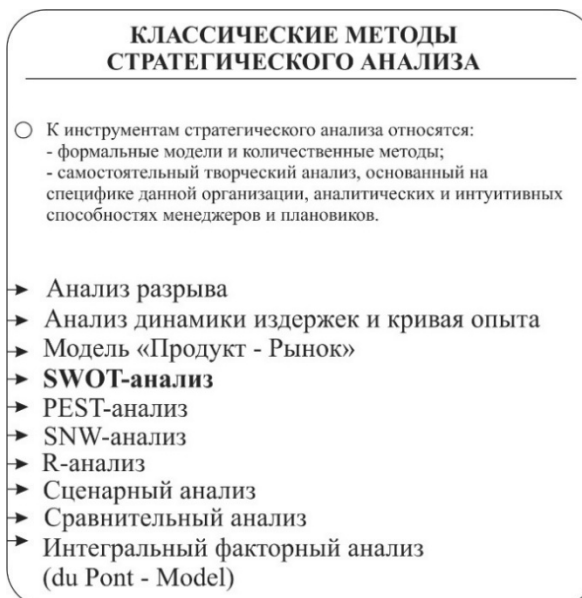 КЛАССИЧЕСКИЕ МЕТОДЫ
СТРАТЕГИЧЕСКОГО АНАЛИЗА
К инструментам стратегического анализа относятся:
- формальные модели и количественные методы;
- самостоятельный творческий анализ, основанный на
специфике данной организации, аналитических и интуитивных
способностях менеджеров и плановиков.
Анализ разрыва
Анализ динамики издержек и кривая опыта
Модель «Продукт - Рынок»
SWOT-анализ
PEST-анализ
SNW-анализ
R-анализ
Сценарный анализ
Сравнительный анализ
Интегральный факторный анализ
(du Pont - Model)